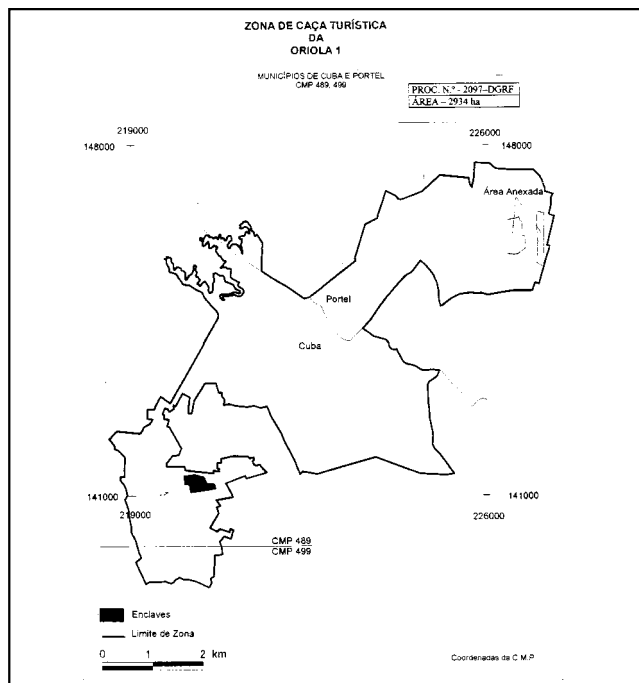 ZONA DE CAÇA TURÍSTICA
DA
ORIOLA 1
MUNICÍPIOS DE CUBA E PORTEL
CMP 489, 499
PROC. N.º - 2097-DGRF
ÁREA - 2934 ha
219000
226000
148000
148000
Área Anexada
Portel
Cuba
141000
141000
219000
226000
CMP 489
CMP 499
Enclaves
Limite de Zona
0 1 2 km
Coordenadas da C.M.P